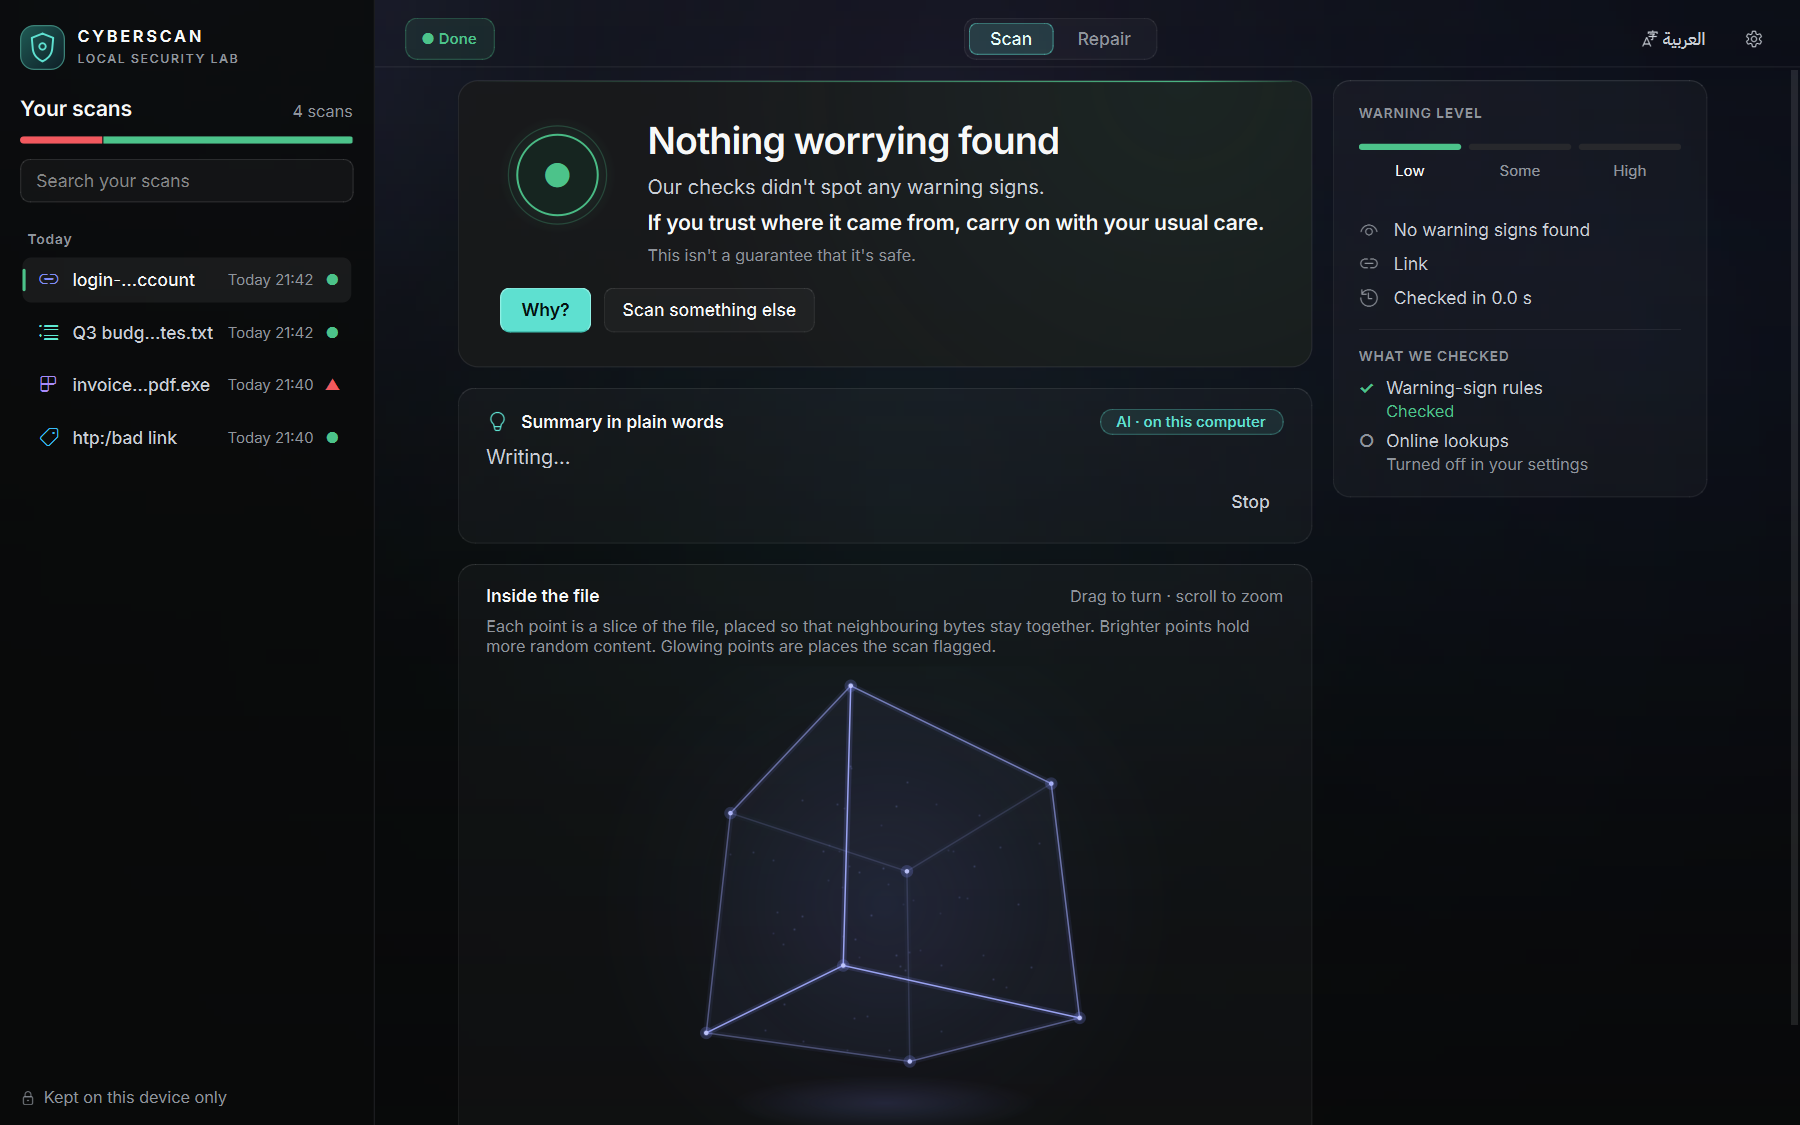 CYBERSCAN
LOCAL SECURITY LAB
Your scans
4 scans
Search your scans
Today
login-...ccount Today 21:42
Q3 budg...tes.txt Today 21:42
invoice...pdf.exe Today 21:40
htp:/bad link Today 21:40
Kept on this device only
Done
Scan
Repair
العربية
Nothing worrying found
Our checks didn't spot any warning signs.
If you trust where it came from, carry on with your usual care.
This isn't a guarantee that it's safe.
Why?
Scan something else
Summary in plain words
AI · on this computer
Writing...
Stop
Inside the file
Drag to turn · scroll to zoom
Each point is a slice of the file, placed so that neighbouring bytes stay together. Brighter points hold
more random content. Glowing points are places the scan flagged.
WARNING LEVEL
Low
Some
High
No warning signs found
Link
Checked in 0.0 s
WHAT WE CHECKED
Warning-sign rules
Checked
Online lookups
Turned off in your settings